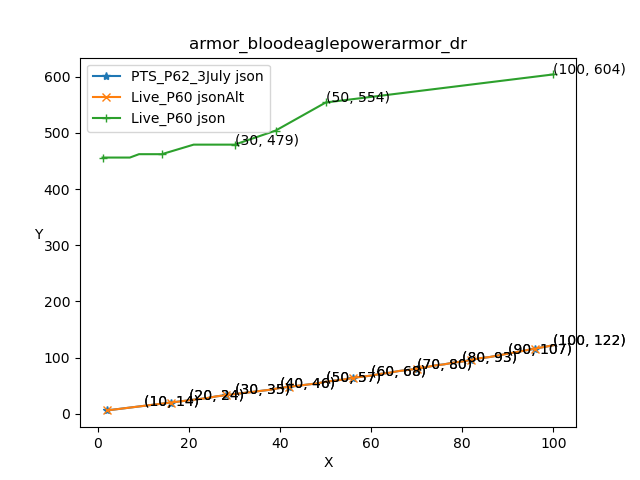 armor_bloodeaglepowerarmor_dr
PTS_P62_3July json
Live_P60 jsonAlt
Live_P60 json
(100, 604)
(50, 554)
(30, 479)
(100, 122)
(90, 107)
(80, 93)
(70, 80)
(60, 68)
(50, 57)
(40, 46)
(30, 35)
(20, 24)
(10, 14)
600
500
400
300
200
100
0
Y
0 20 40 60 80 100
X